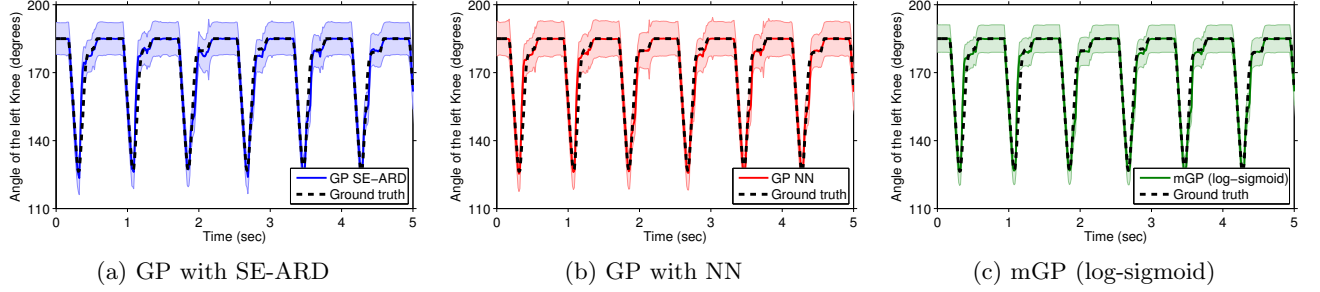 Angle of the left Knee (degrees)
200
170
140
110
GP SE−ARD
Ground truth
0 1 2 3 4 5
Time (sec)
(a) GP with SE-ARD
Angle of the left Knee (degrees)
200
170
140
110
GP NN
Ground truth
0 1 2 3 4 5
Time (sec)
(b) GP with NN
Angle of the left Knee (degrees)
200
170
140
110
mGP (log−sigmoid)
Ground truth
0 1 2 3 4 5
Time (sec)
(c) mGP (log-sigmoid)